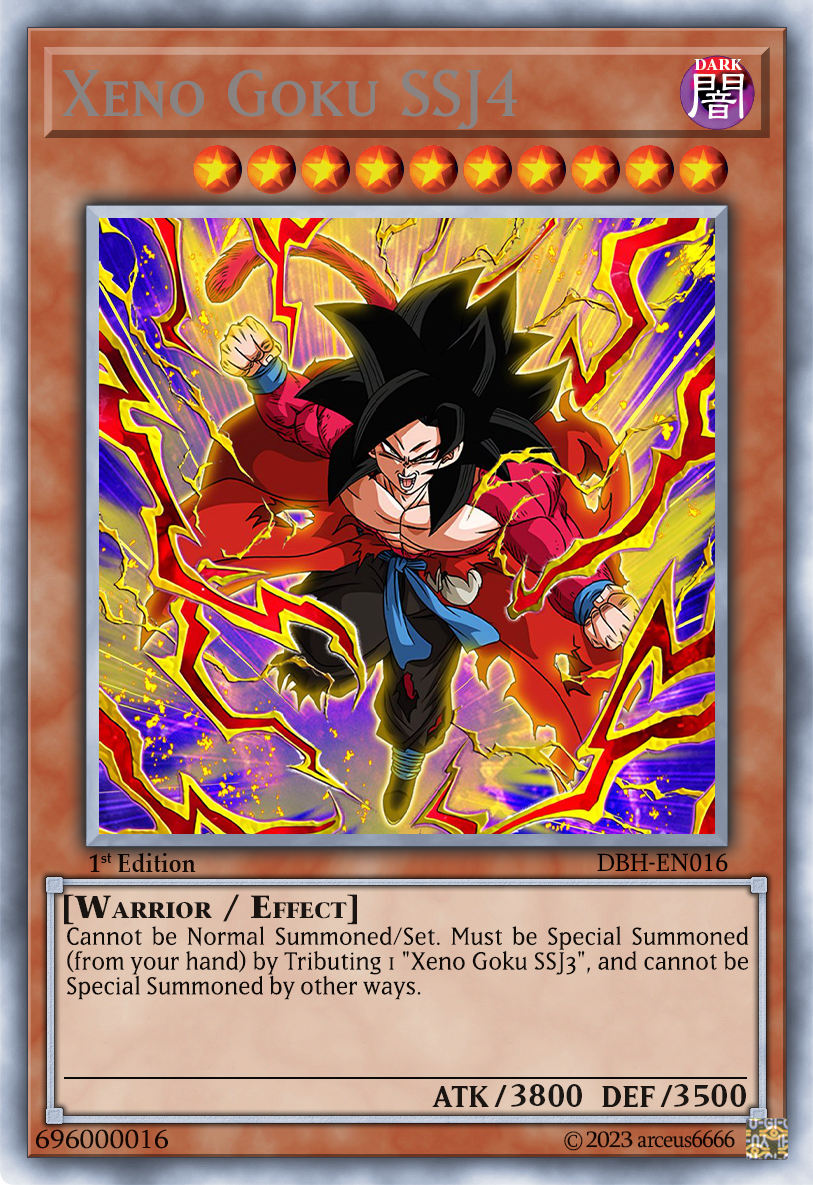 Xeno Goku SSJ4
DARK
闇
1st Edition
DBH-EN016
[Warrior / Effect]
Cannot be Normal Summoned/Set. Must be Special Summoned
(from your hand) by Tributing 1 "Xeno Goku SSJ3", and cannot be
Special Summoned by other ways.
ATK/3800 DEF/3500
696000016
©2023 arceus6666